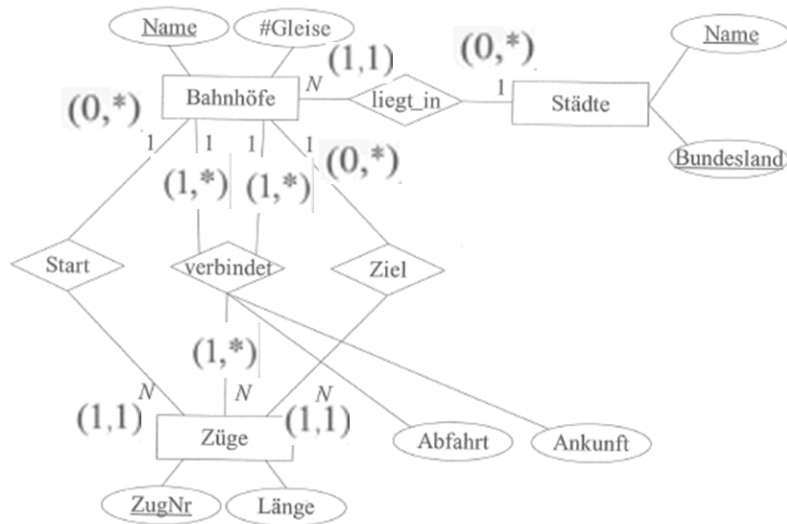 Name #Gleise
Name
(1,1) (0,*)
N
Bahnhöfe liegt_in 1 Städte
(0,*)
1 1 1 1
(0,*)
(1,*) (1,*)
Bundesland
Start verbindet Ziel
(1,*)
N N N
(1,1) (1,1)
Züge Abfahrt Ankunft
ZugNr Länge